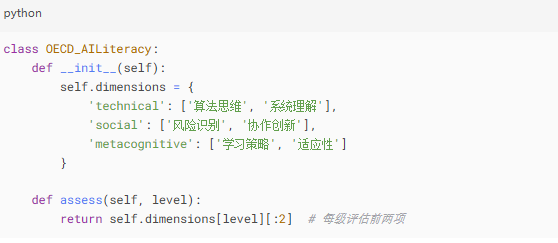 python
class OECD_AILiteracy:
    def __init__(self):
        self.dimensions = {
            'technical': ['算法思维', '系统理解'],
            'social': ['风险识别', '协作创新'],
            'metacognitive': ['学习策略', '适应性']
        }
    def assess(self, level):
        return self.dimensions[level][:2]  # 每级评估前两项